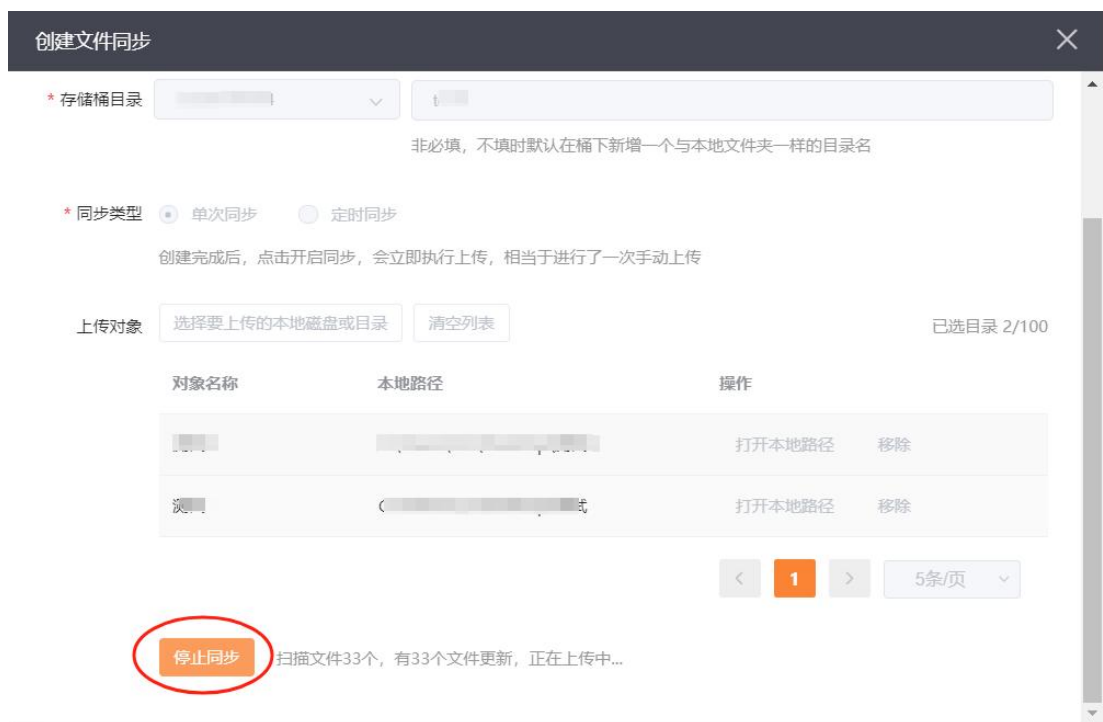 创建文件同步
* 存储桶目录
非必填，不填时默认在桶下新增一个与本地文件夹一样的目录名
* 同步类型 单次同步 定时同步
创建完成后，点击开启同步，会立即执行上传，相当于进行了一次手动上传
上传对象 选择要上传的本地磁盘或目录 清空列表 已选目录 2/100
对象名称 本地路径 操作
打开本地路径 移除
打开本地路径 移除
< 1 > 5条/页
停止同步 扫描文件33个，有33个文件更新，正在上传中...